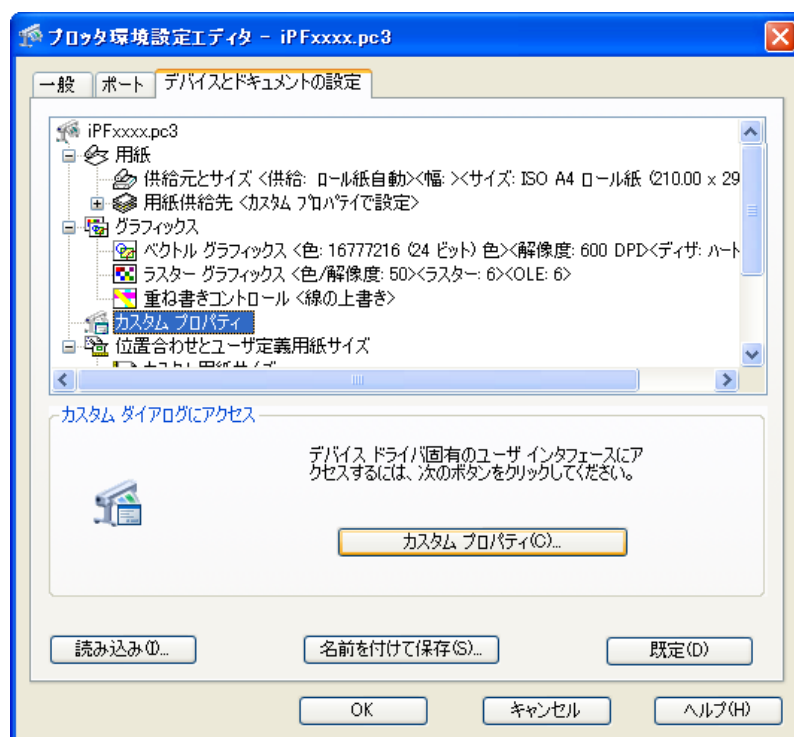 プロッタ環境設定エディタ - iPFxxxx.pc3
一般 ポート デバイスとドキュメントの設定
iPFxxxx.pc3
用紙
供給元とサイズ <供給: ロール紙自動><幅: ><サイズ: ISO A4 ロール紙 (210.00 x 29
用紙供給先 <カスタム プロパティで設定>
グラフィックス
ベクトル グラフィックス <色: 16777216 (24 ビット) 色><解像度: 600 DPI><ディザ: ハート
ラスター グラフィックス <色/解像度: 50><ラスター: 6><OLE: 6>
重ね書きコントロール <線の上書き>
カスタム プロパティ
位置合わせとユーザ定義用紙サイズ
カスタム用紙サイズ
カスタム ダイアログにアクセス
デバイス ドライバ固有のユーザ インタフェースにア
クセスするには、次のボタンをクリックしてください。
カスタム プロパティ(C)...
読み込み(I)... 名前を付けて保存(S)... 既定(D)
OK キャンセル ヘルプ(H)